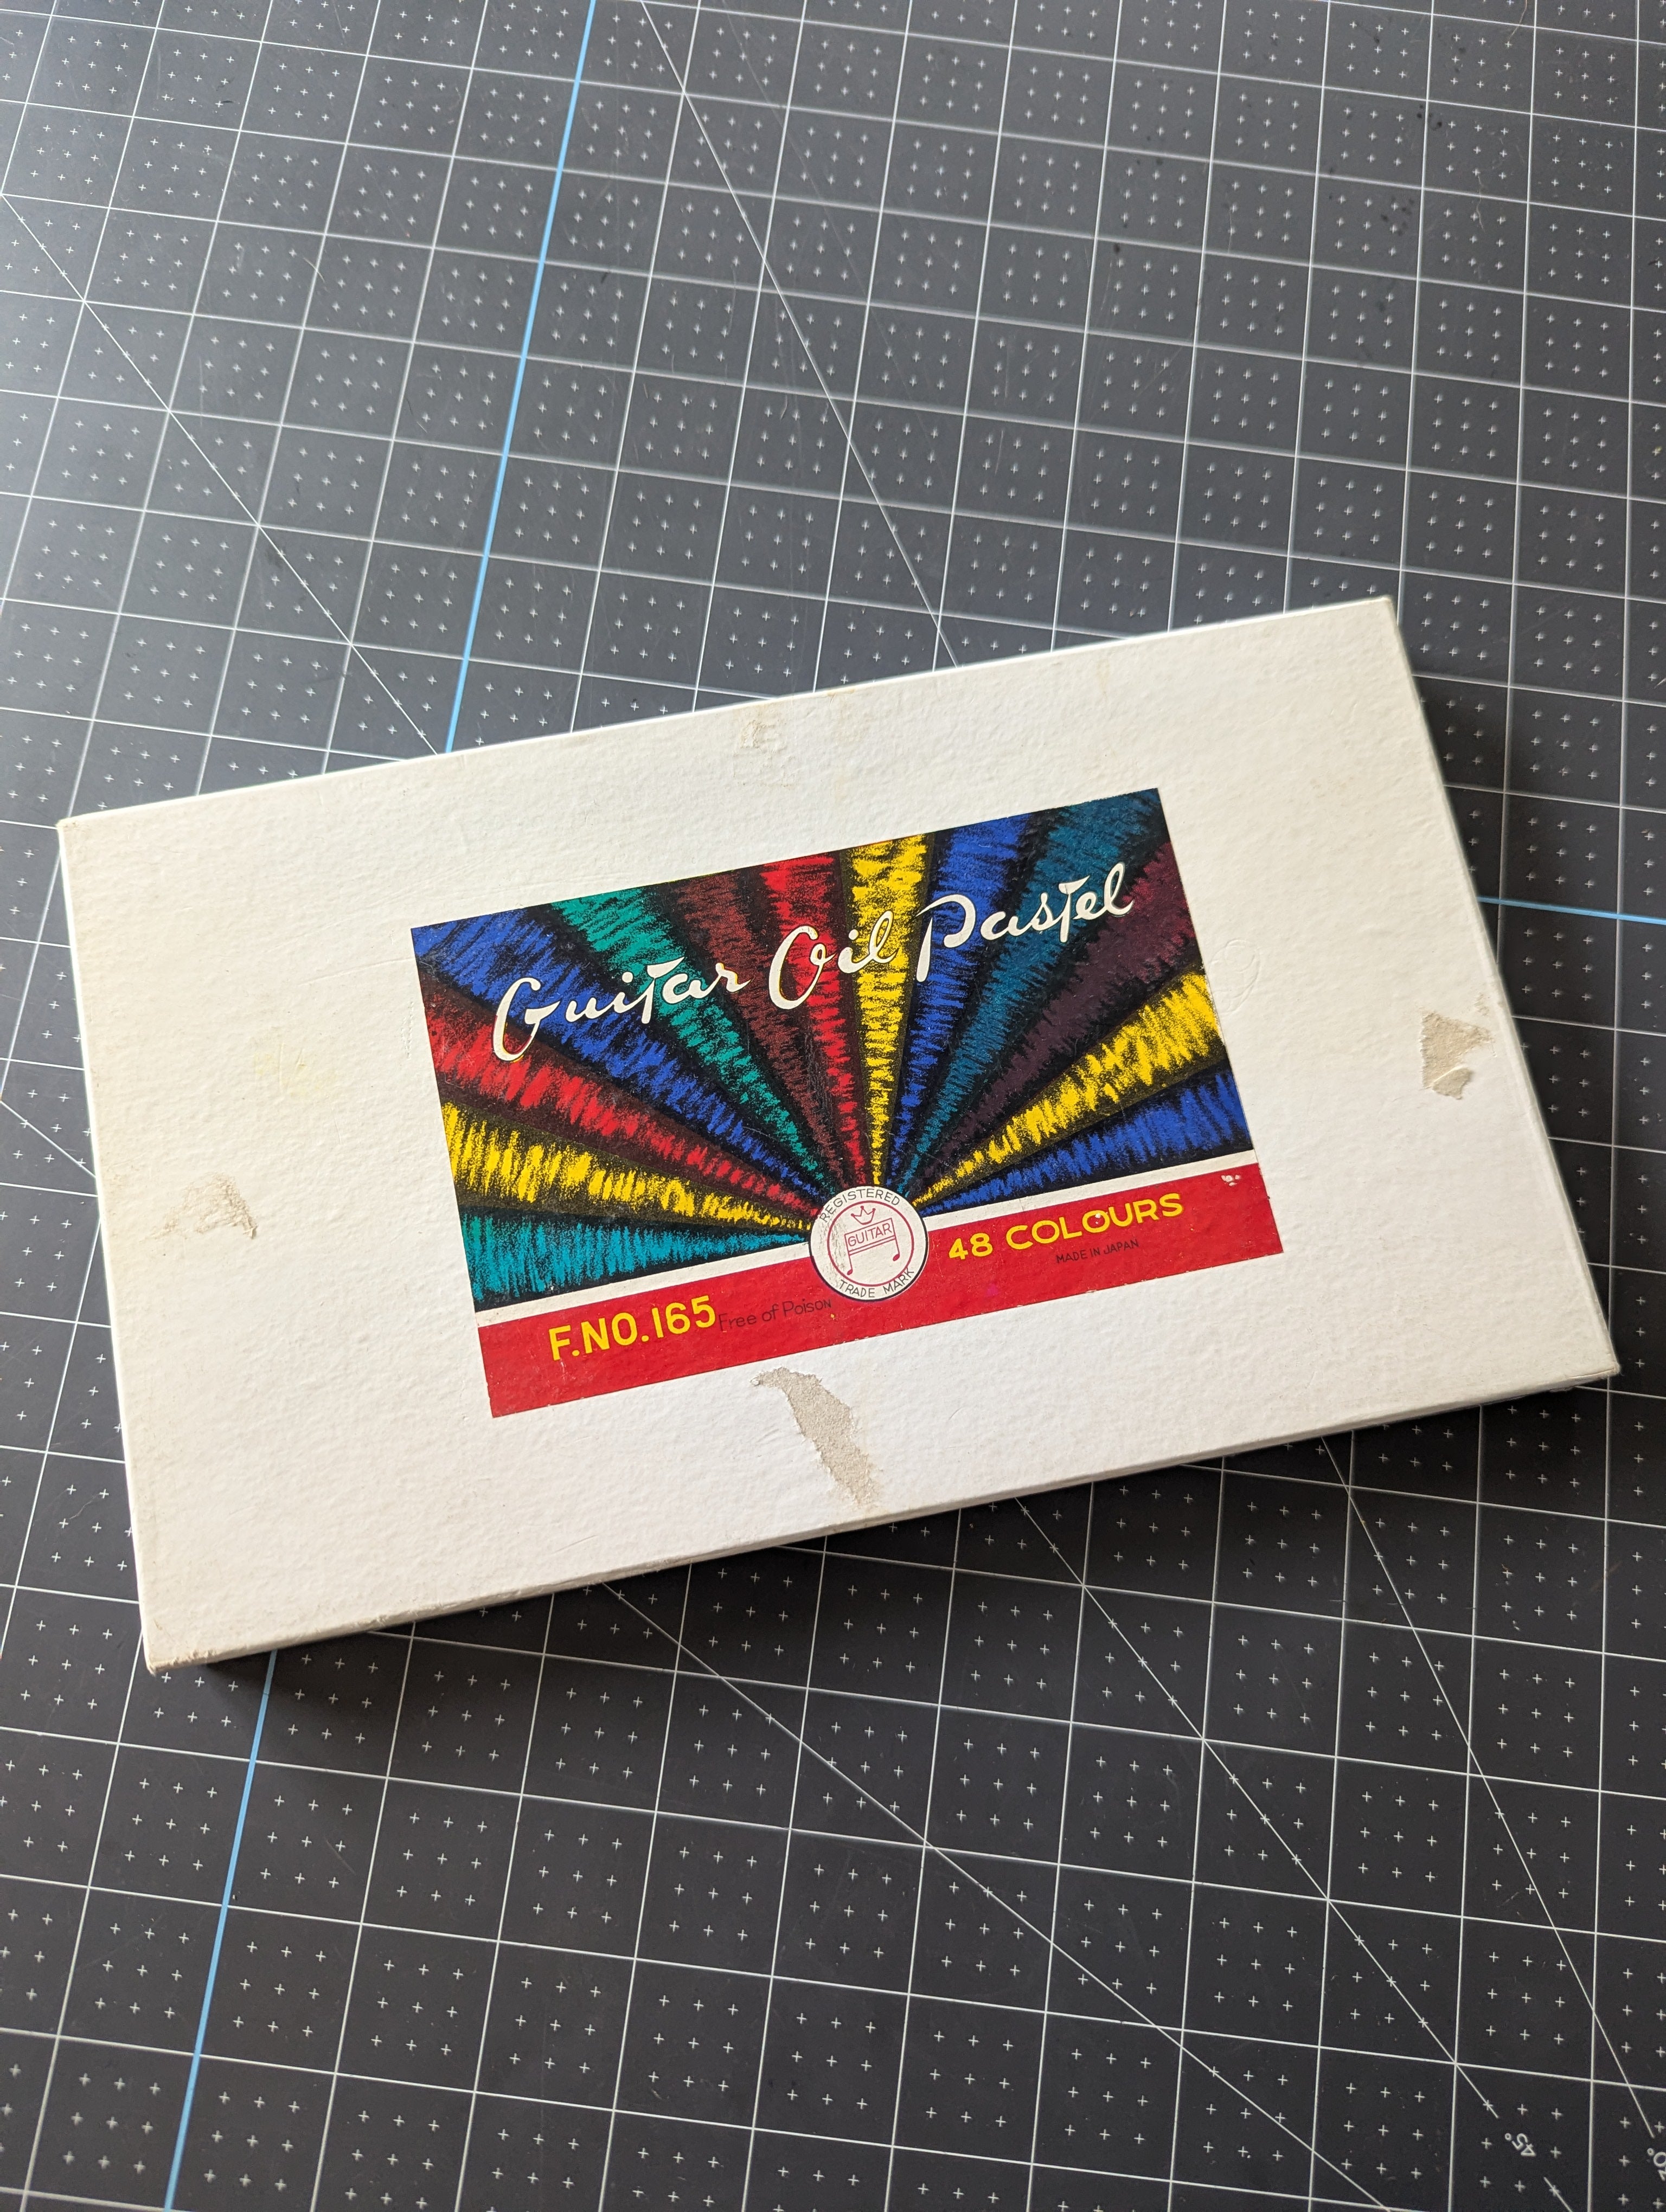 Guitar Oil Pastel
REGISTERED
GUITAR
TRADE MARK
48 COLOURS
MADE IN JAPAN
F.NO.165 Free of Poison
45°